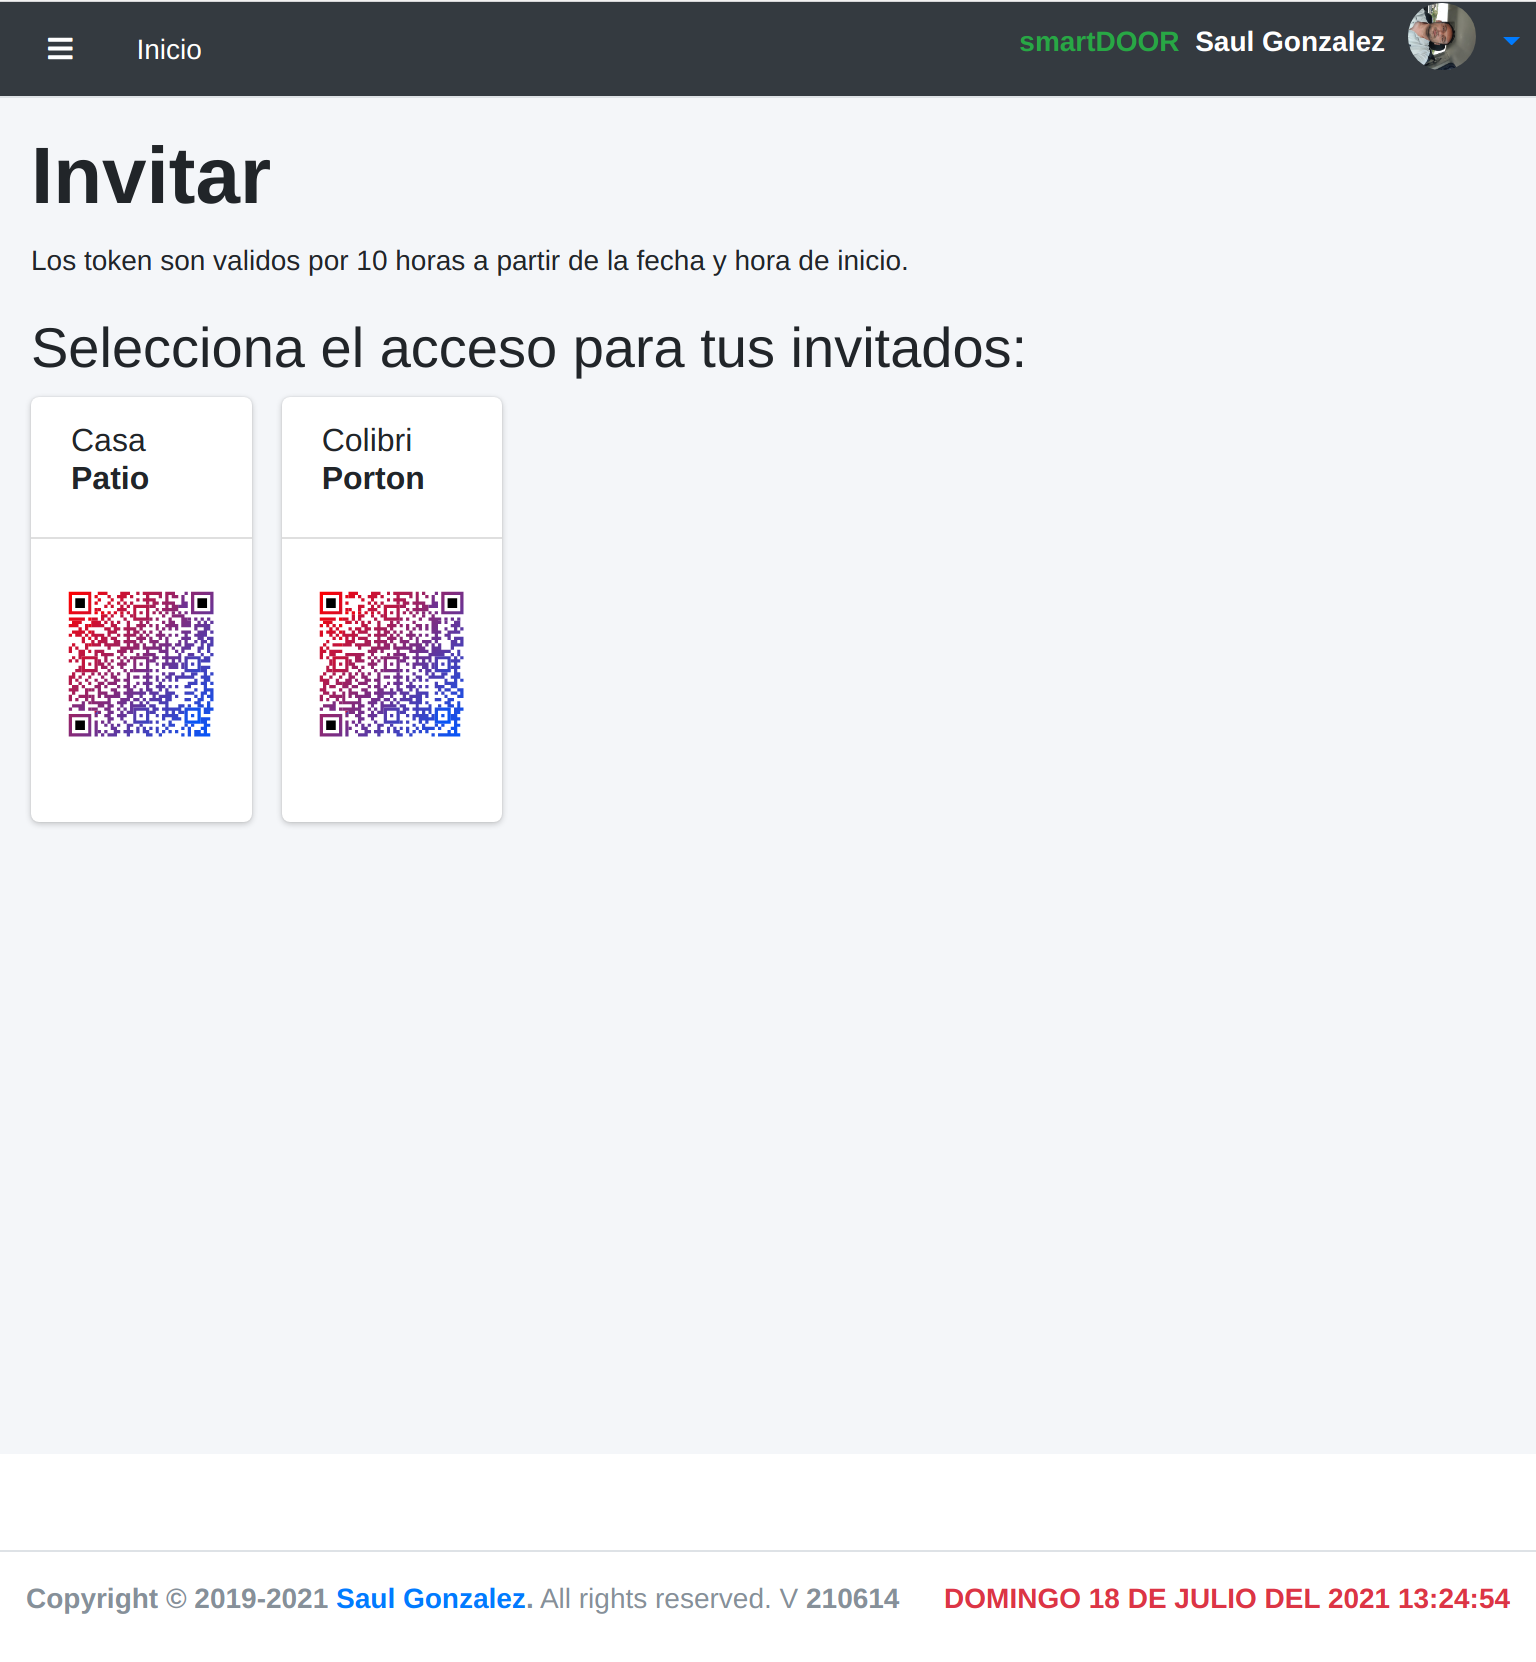 Inicio
smartDOOR Saul Gonzalez
Invitar
Los token son validos por 10 horas a partir de la fecha y hora de inicio.
Selecciona el acceso para tus invitados:
Casa
Patio
Colibri
Porton
Copyright © 2019-2021 Saul Gonzalez. All rights reserved. V 210614
DOMINGO 18 DE JULIO DEL 2021 13:24:54